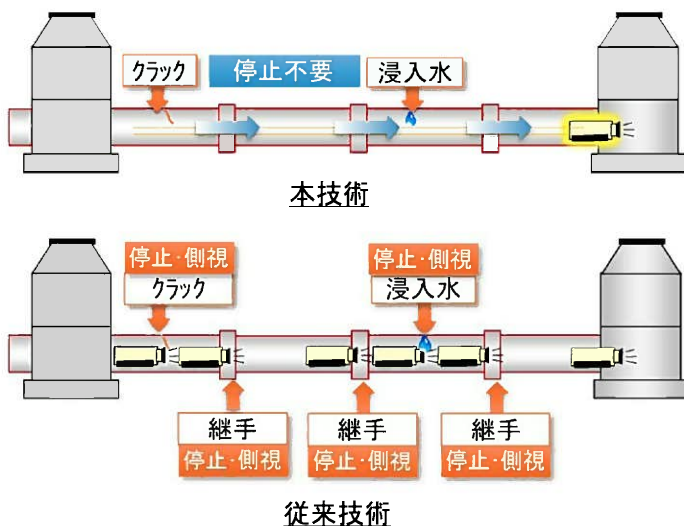 クラック
停止不要
浸入水
本技術
停止・側視
クラック
停止・側視
浸入水
継手
停止・側視
継手
停止・側視
継手
停止・側視
従来技術